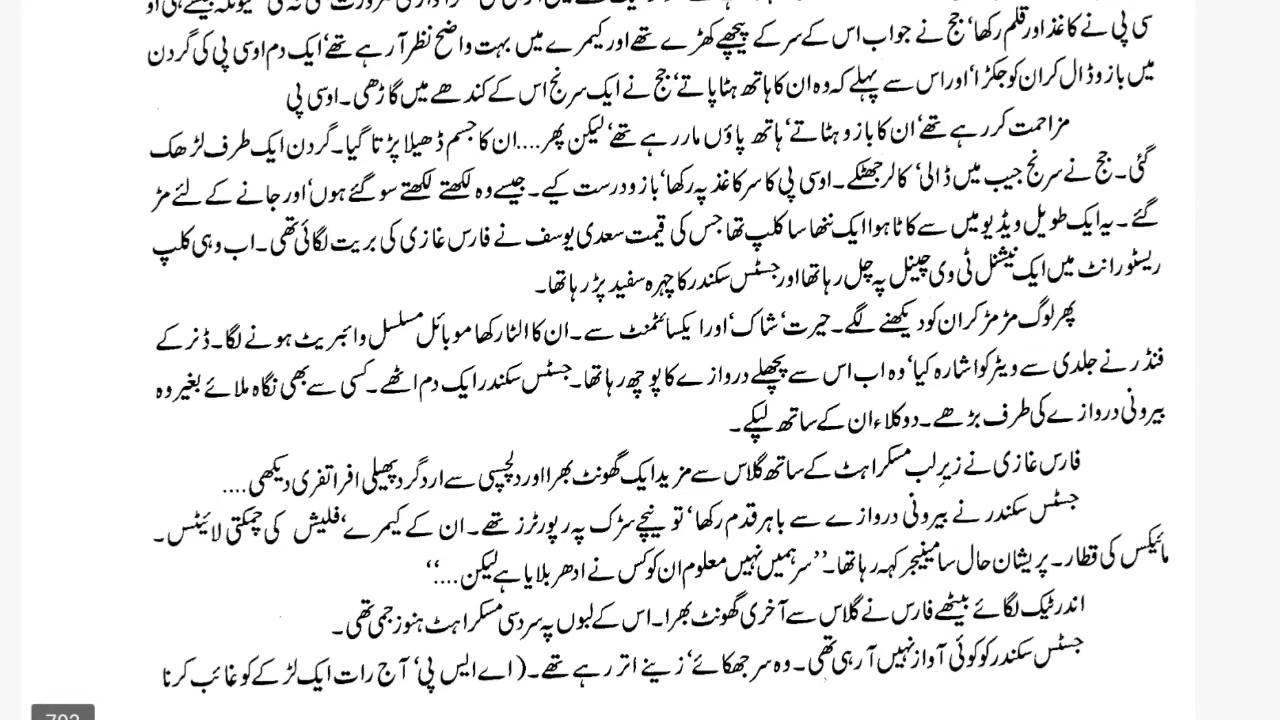 سی پی نے کاغذ اور قلم رکھا‘ جج نے جو اب اس کے سر کے پیچھے کھڑے تھے اور کیمرے میں بہت واضح نظر آ رہے تھے‘ ایک دم اوسی پی کی گردن
میں بازو ڈال کر ان کو جکڑا‘ اور اس سے پہلے کہ وہ ان کا ہاتھ ہٹا پاتے‘ جج نے ایک سرنج اس کے کندھے میں گاڑھی۔ اوسی پی
مزاحمت کر رہے تھے‘ ان کا بازو ہٹاتے‘ ہاتھ پاؤں مار رہے تھے‘ لیکن پھر.... ان کا جسم ڈھیلا پڑتا گیا۔ گردن ایک طرف لڑھک
گئی۔ جج نے سرنج جیب میں ڈالی‘ کالر جھٹکے۔ اوسی پی کا سر کاغذ پہ رکھا‘ بازو درست کیے۔ جیسے وہ لکھتے لکھتے سو گئے ہوں‘ اور جانے کے لئے مڑ
گئے۔ یہ ایک طویل ویڈیو میں سے کاٹا ہوا ایک ننھا سا کلپ تھا جس کی قیمت سعدی یوسف نے فارس غازی کی بریت لگائی تھی۔ اب وہی کلپ
ریسٹورانٹ میں ایک نیشنل ٹی وی چینل پہ چل رہا تھا اور جسٹس سکندر کا چہرہ سفید پڑ رہا تھا۔
پھر لوگ مڑ مڑ کر ان کو دیکھنے لگے۔ حیرت‘ شاک‘ اور ایکسائٹمنٹ سے۔ ان کا الٹا رکھا موبائل مسلسل وائبریٹ ہونے لگا۔ ڈنر کے
فنڈر نے جلدی سے ویٹر کو اشارہ کیا‘ وہ اب اس سے پچھلے دروازے کا پوچھ رہا تھا۔ جسٹس سکندر ایک دم اٹھے۔ کسی سے بھی نگاہ ملائے بغیر وہ
بیرونی دروازے کی طرف بڑھے۔ دو وکلاء ان کے ساتھ لپکے۔
فارس غازی نے زیرِ لب مسکراہٹ کے ساتھ گلاس سے مزید ایک گھونٹ بھرا اور دلچسپی سے ارد گرد پھیلی افراتفری دیکھی....
جسٹس سکندر نے بیرونی دروازے سے باہر قدم رکھا‘ تو نیچے سڑک پہ رپورٹرز تھے۔ ان کے کیمرے‘ فلیش کی چمکتی لائیٹس۔
مائیکس کی قطار۔ پریشان حال سا مینیجر کہہ رہا تھا۔ ’’سر ہمیں نہیں معلوم ان کو کس نے ادھر بلایا ہے لیکن....‘‘
اندر ٹیک لگائے بیٹھے فارس نے گلاس سے آخری گھونٹ بھرا۔ اس کے لبوں پہ سرد سی مسکراہٹ ہنوز جمی تھی۔
جسٹس سکندر کو کوئی آواز نہیں آ رہی تھی۔ وہ سر جھکائے‘ زینے اتر رہے تھے۔ (اے ایس پی‘ آج رات ایک لڑکے کو غائب کرنا